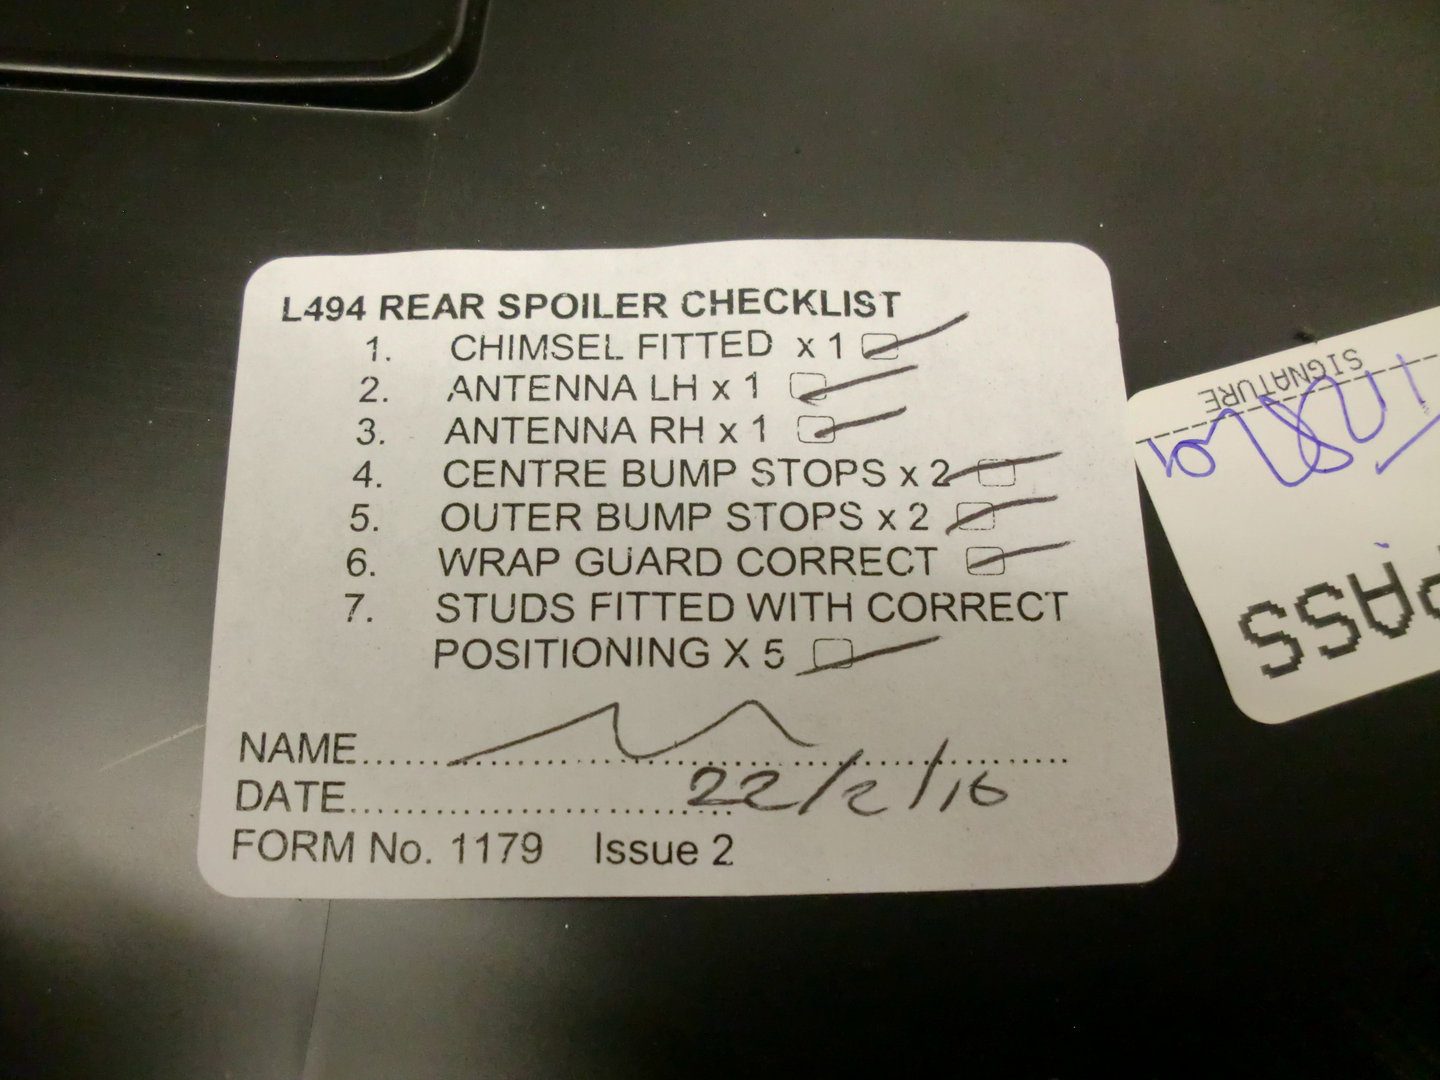 L494 REAR SPOILER CHECKLIST
1. CHIMSEL FITTED x 1
2. ANTENNA LH x 1
3. ANTENNA RH x 1
4. CENTRE BUMP STOPS x 2
5. OUTER BUMP STOPS x 2
6. WRAP GUARD CORRECT
7. STUDS FITTED WITH CORRECT
POSITIONING X 5
NAME
DATE 22/2/16
FORM No. 1179 Issue 2
SIGNATURE
PASS